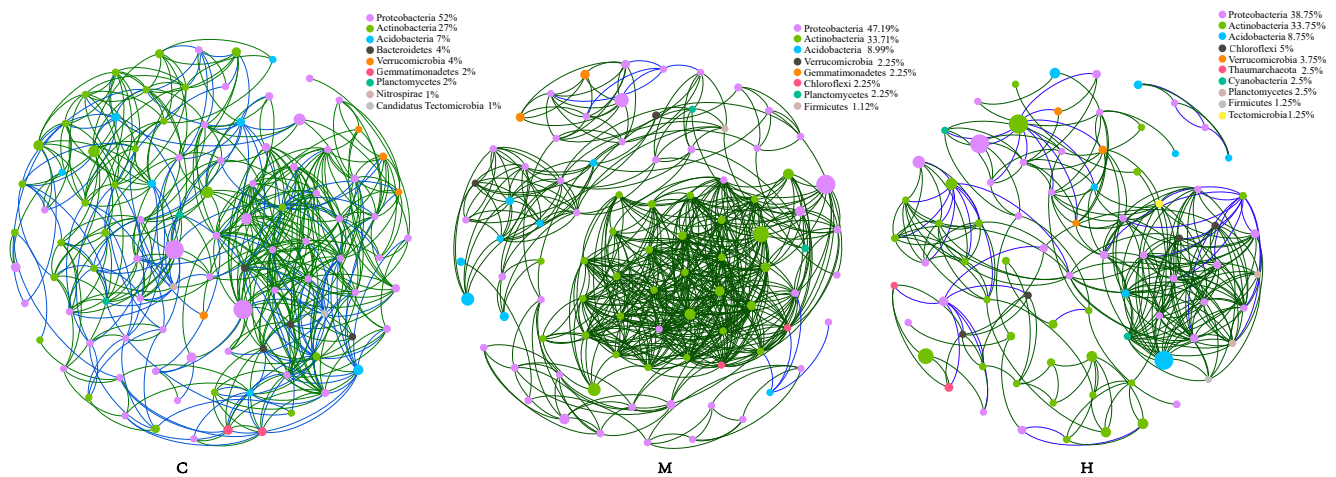 Proteobacteria 52%
Actinobacteria 27%
Acidobacteria 7%
Bacteroidetes 4%
Verrucomicrobia 4%
Gemmatimonadetes 2%
Planctomycetes 2%
Nitrospirae 1%
Candidatus Tectomicrobia 1%
C
Proteobacteria 47.19%
Actinobacteria 33.71%
Acidobacteria 8.99%
Verrucomicrobia 2.25%
Gemmatimonadetes 2.25%
Chloroflexi 2.25%
Planctomycetes 2.25%
Firmicutes 1.12%
M
Proteobacteria 38.75%
Actinobacteria 33.75%
Acidobacteria 8.75%
Chloroflexi 5%
Verrucomicrobia 3.75%
Thaumarchaeota 2.5%
Cyanobacteria 2.5%
Planctomycetes 2.5%
Firmicutes 1.25%
Tectomicrobia 1.25%
H